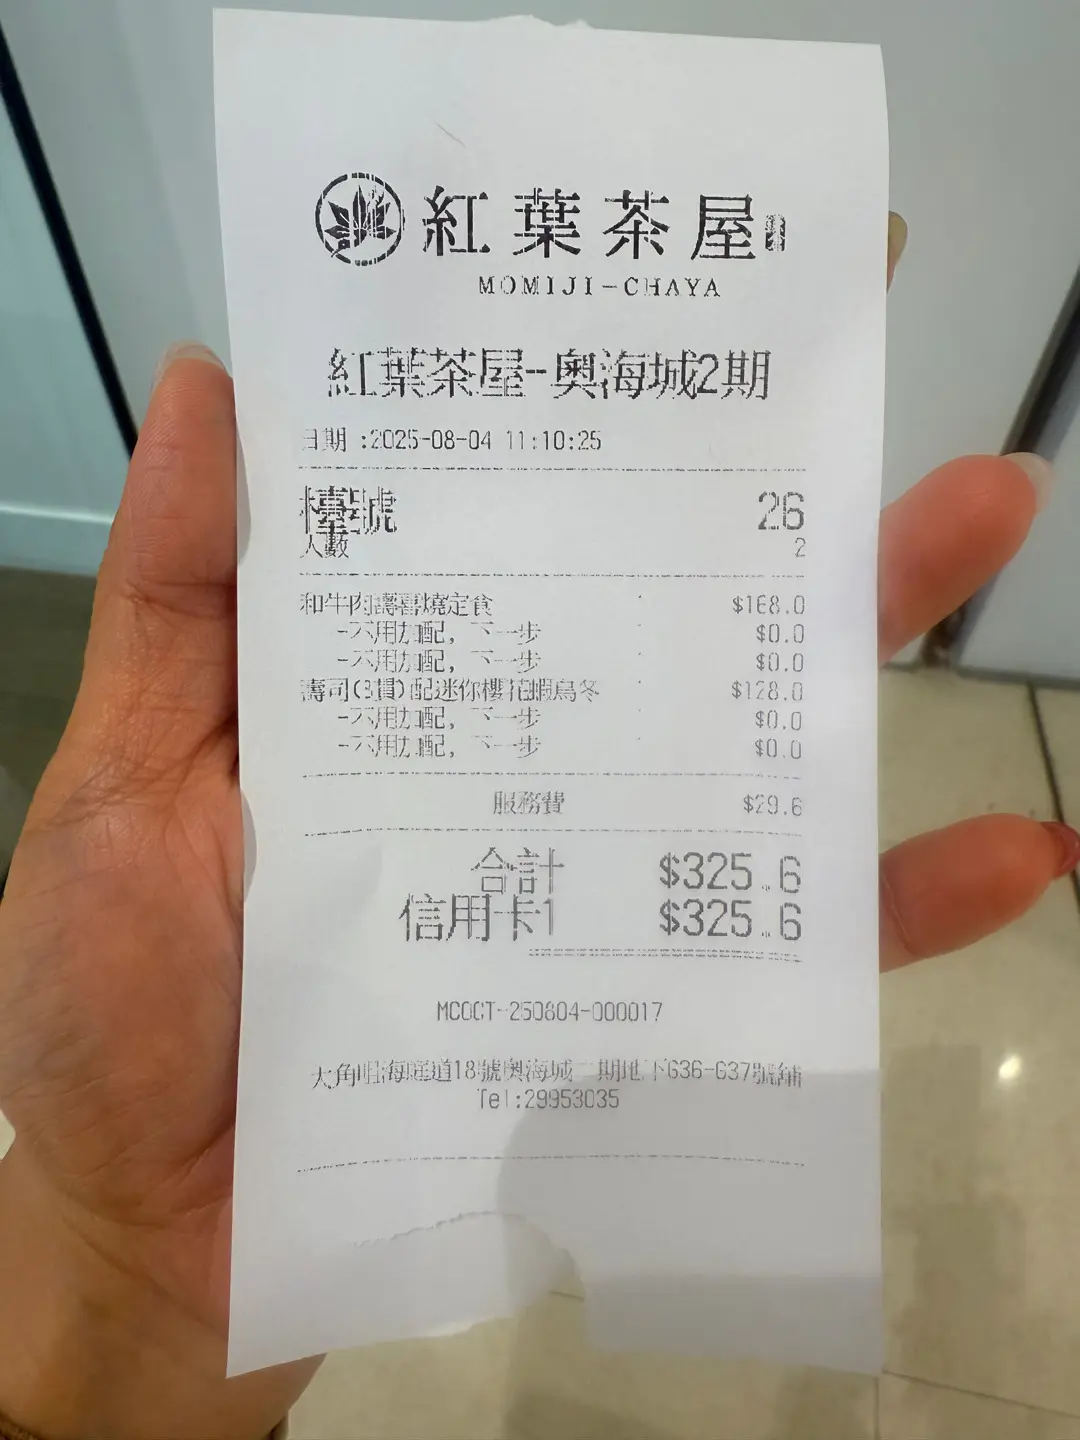 紅葉茶屋
MOMIJI-CHAYA
紅葉茶屋-奧海城2期
日期 :2025-08-04 11:10:25
檯號 26
人數 2
和牛肉壽喜燒定食 $168.0
-不用加配，下一步 $0.0
-不用加配，下一步 $0.0
壽司(8貫)配迷你櫻花蝦烏冬 $128.0
-不用加配，下一步 $0.0
-不用加配，下一步 $0.0
服務費 $29.6
合計 $325.6
信用卡1 $325.6
250804-000017
大角咀海庭道18號奧海城二期地下G36-G37號舖
Tel:29953035